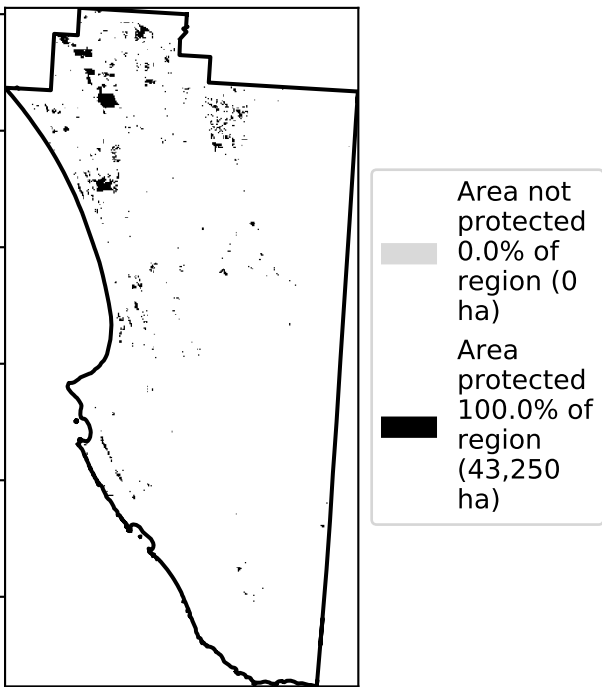 Area not
protected
0.0% of
region (0
ha)
Area
protected
100.0% of
region
(43,250
ha)